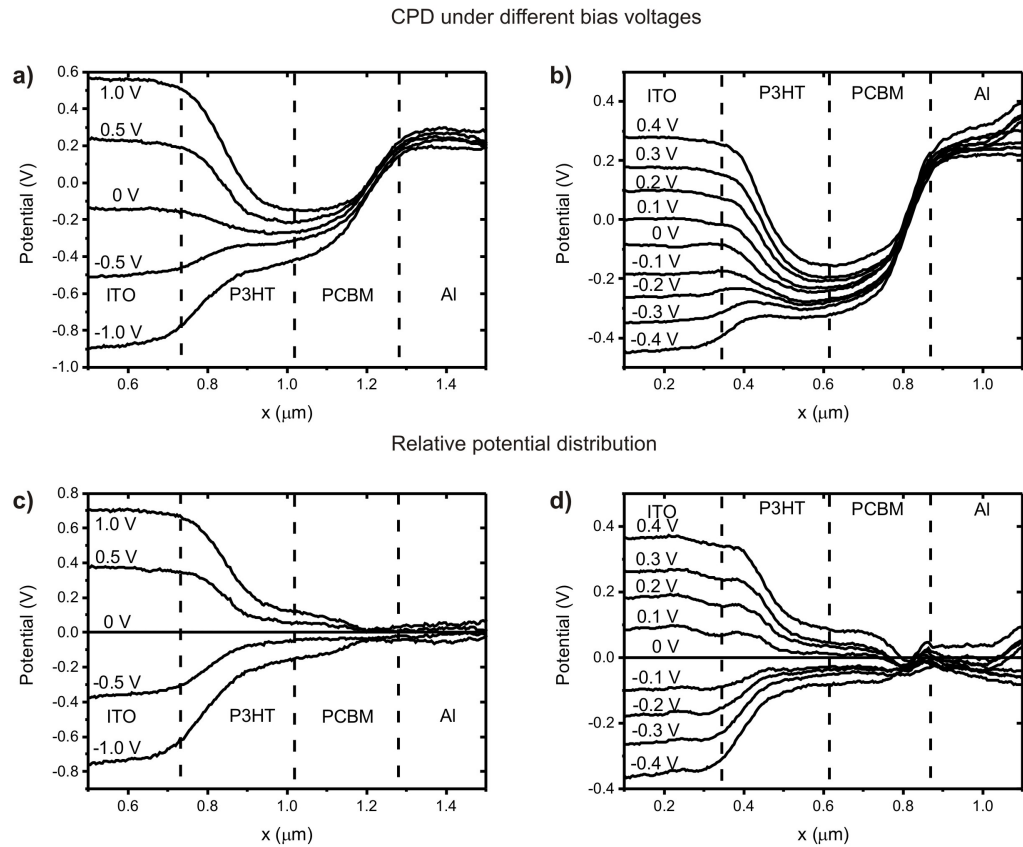 CPD under different bias voltages
a)
Potential (V)
0.6
0.4
0.2
0.0
-0.2
-0.4
-0.6
-0.8
-1.0
1.0 V
0.5 V
0 V
-0.5 V
ITO
P3HT
PCBM
Al
-1.0 V
0.6
0.8
1.0
1.2
1.4
x (μm)
b)
Potential (V)
0.4
0.2
0.0
-0.2
-0.4
ITO
P3HT
PCBM
Al
0.4 V
0.3 V
0.2 V
0.1 V
0 V
-0.1 V
-0.2 V
-0.3 V
-0.4 V
0.2
0.4
0.6
0.8
1.0
x (μm)
Relative potential distribution
c)
Potential (V)
0.8
0.6
0.4
0.2
0.0
-0.2
-0.4
-0.6
-0.8
1.0 V
0.5 V
0 V
-0.5 V
ITO
P3HT
PCBM
Al
-1.0 V
0.6
0.8
1.0
1.2
1.4
x (μm)
d)
Potential (V)
0.4
0.2
0.0
-0.2
-0.4
ITO
P3HT
PCBM
Al
0.4 V
0.3 V
0.2 V
0.1 V
0 V
-0.1 V
-0.2 V
-0.3 V
-0.4 V
0.2
0.4
0.6
0.8
1.0
x (μm)